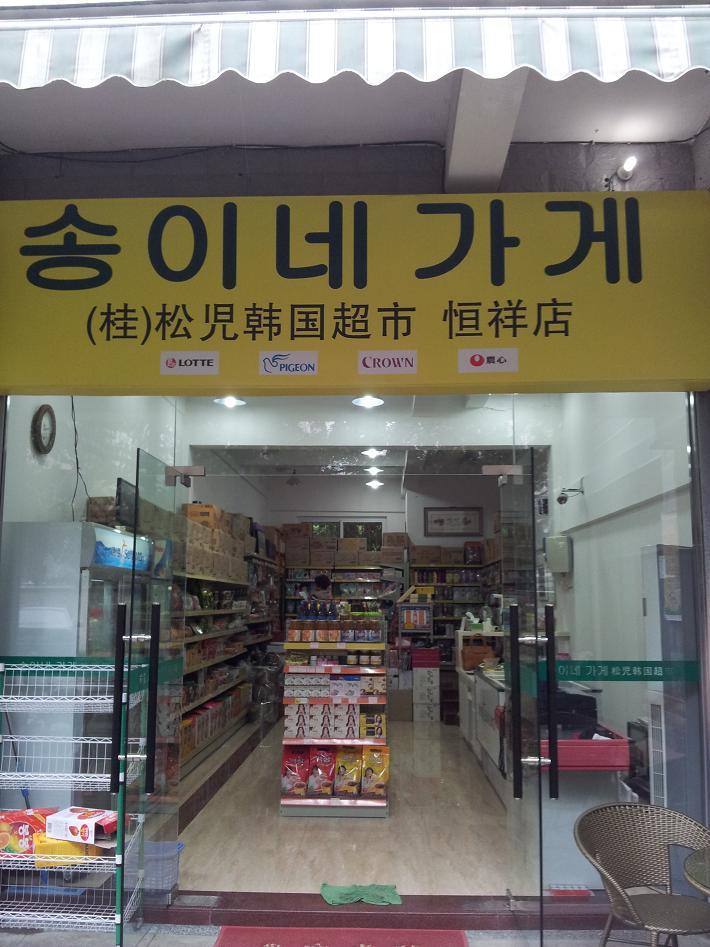 송이네 가게
(桂)松児韩国超市 恒祥店
LOTTE PIGEON CROWN 農心
이네 가게 松児韩国超市